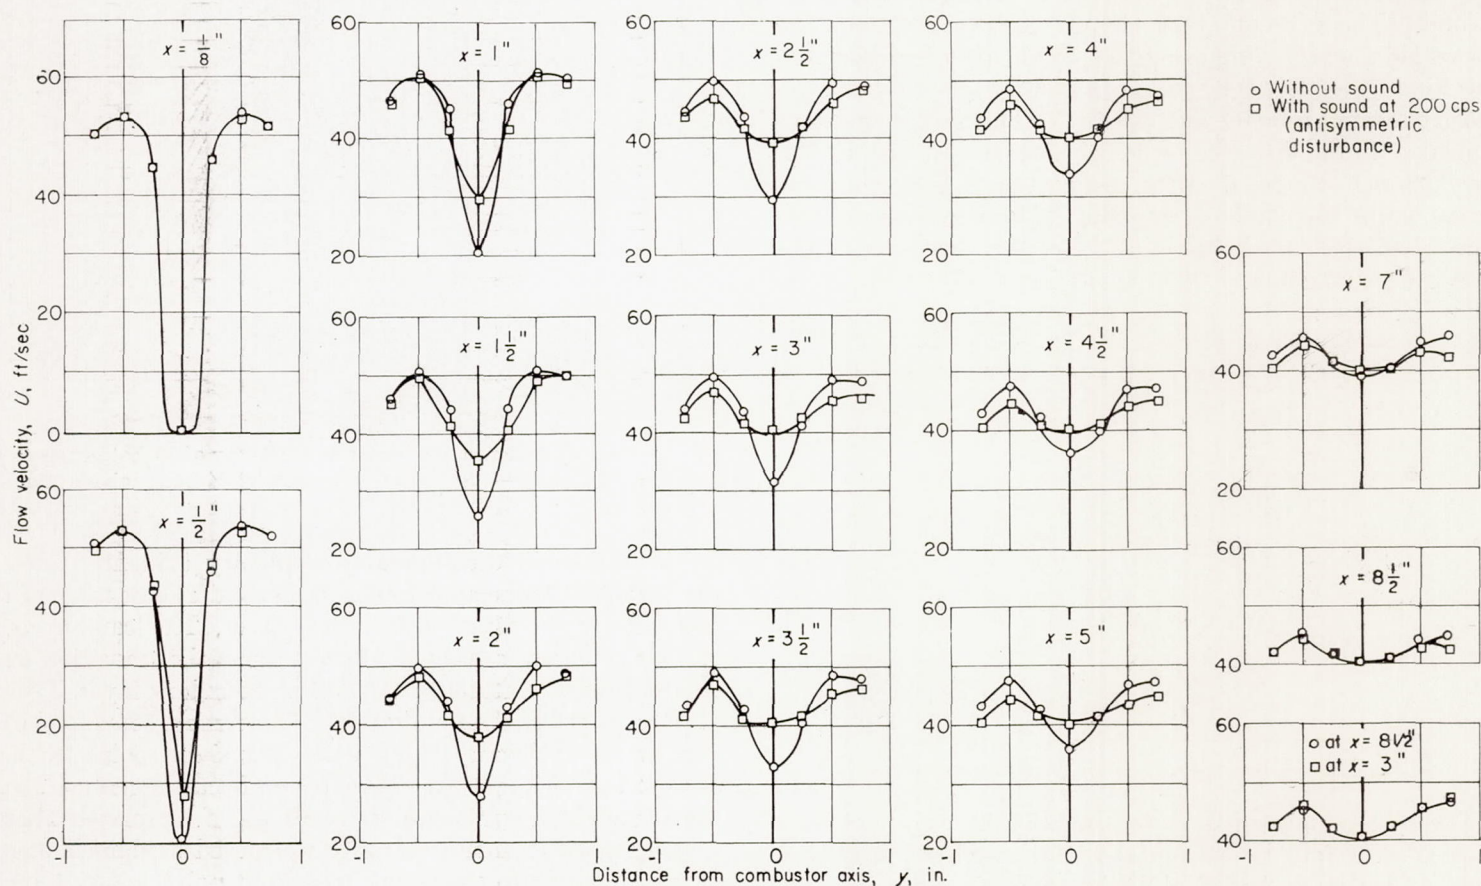 x = 1/8"
60
40
20
0
Flow velocity, U, ft/sec
x = 1/2"
60
40
20
0
-1 0 1
x = 1"
60
40
20
x = 1 1/2"
60
40
20
x = 2"
60
40
20
-1 0 1
x = 2 1/2"
60
40
20
x = 3"
60
40
20
x = 3 1/2"
60
40
20
-1 0 1
x = 4"
60
40
20
x = 4 1/2"
60
40
20
x = 5"
60
40
20
-1 0 1
○ Without sound
□ With sound at 200 cps
(antisymmetric
disturbance)
x = 7"
60
40
20
x = 8 1/2"
60
40
60
○ at x = 8 1/2"
□ at x = 3"
40
-1 0 1
Distance from combustor axis, y, in.